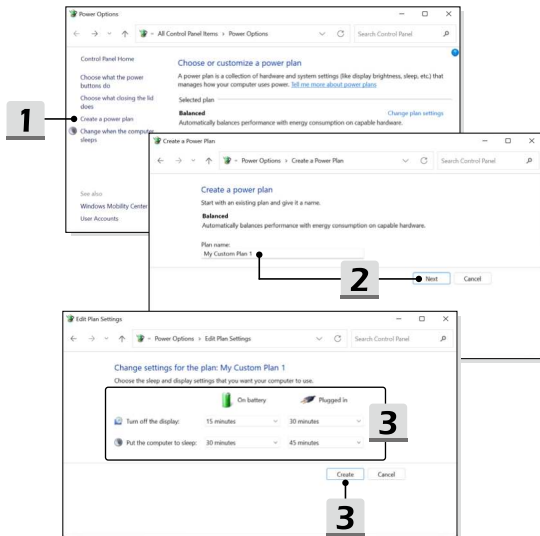 Power Options
All Control Panel Items > Power Options
Search Control Panel
Control Panel Home
Choose what the power
buttons do
Choose what closing the lid
does
Create a power plan
Change when the computer
sleeps
See also
Windows Mobility Center
User Accounts
Choose or customize a power plan
A power plan is a collection of hardware and system settings (like display brightness, sleep, etc.) that
manages how your computer uses power. Tell me more about power plans
Selected plan
Balanced
Change plan settings
Automatically balances performance with energy consumption on capable hardware.
1
Create a Power Plan
Power Options > Create a Power Plan
Search Control Panel
Create a power plan
Start with an existing plan and give it a name.
Balanced
Automatically balances performance with energy consumption on capable hardware.
Plan name:
My Custom Plan 1
2
Next
Cancel
Edit Plan Settings
Power Options > Edit Plan Settings
Search Control Panel
Change settings for the plan: My Custom Plan 1
Choose the sleep and display settings that you want your computer to use.
On battery
Plugged in
Turn off the display: 15 minutes 30 minutes
Put the computer to sleep: 30 minutes 45 minutes
3
Create
Cancel
3